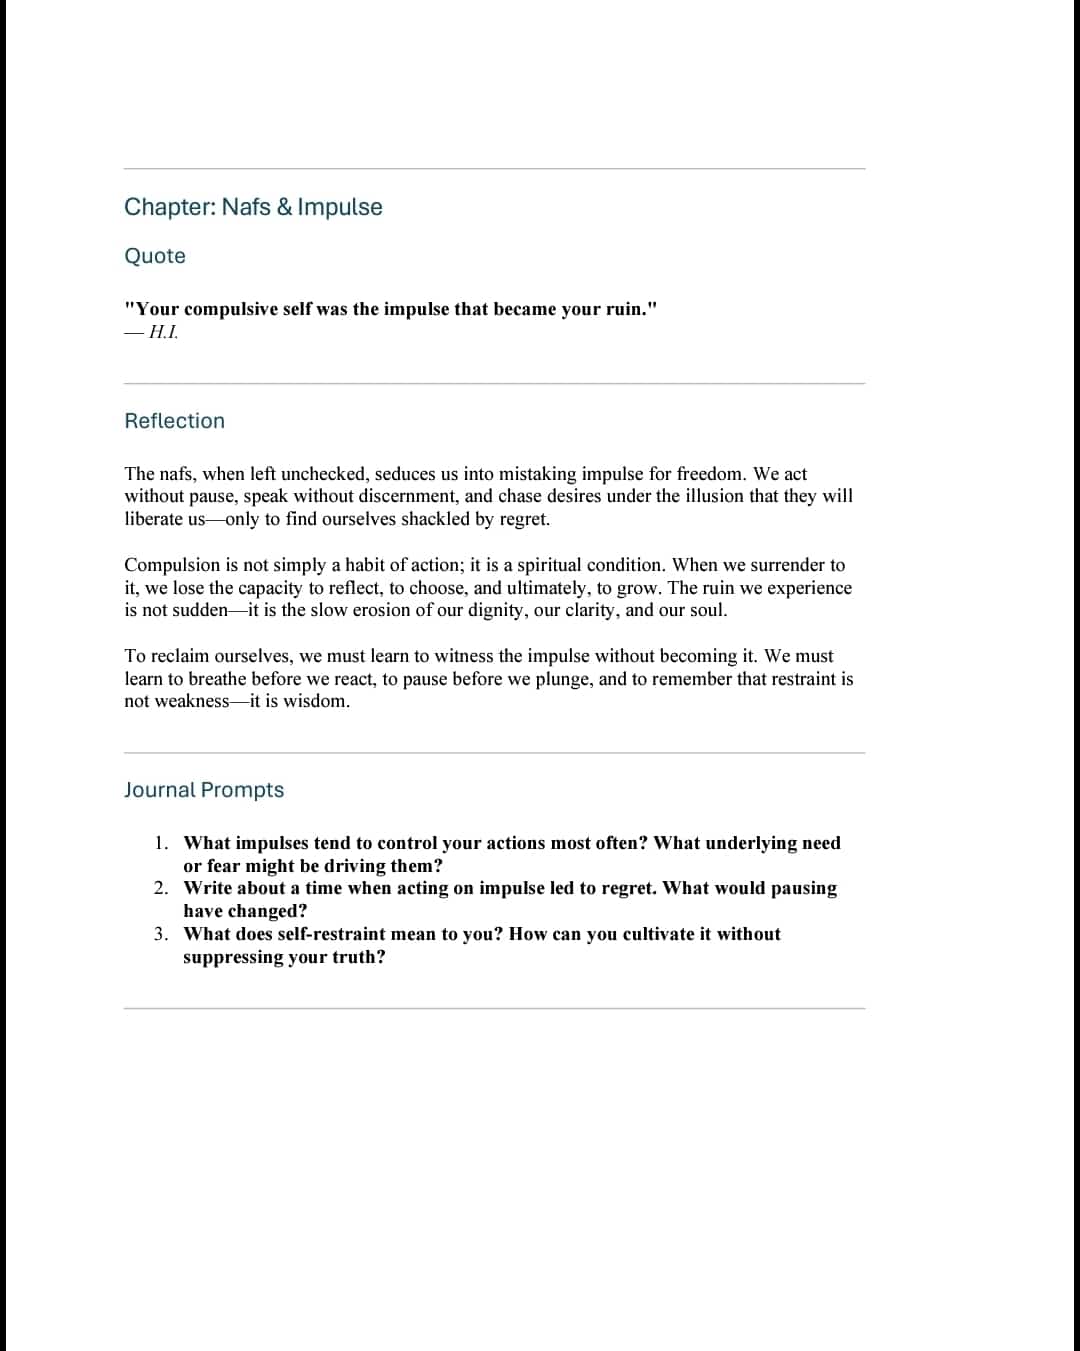 Chapter: Nafs & Impulse
Quote
"Your compulsive self was the impulse that became your ruin."
— H.I.
Reflection
The nafs, when left unchecked, seduces us into mistaking impulse for freedom. We act
without pause, speak without discernment, and chase desires under the illusion that they will
liberate us—only to find ourselves shackled by regret.
Compulsion is not simply a habit of action; it is a spiritual condition. When we surrender to
it, we lose the capacity to reflect, to choose, and ultimately, to grow. The ruin we experience
is not sudden—it is the slow erosion of our dignity, our clarity, and our soul.
To reclaim ourselves, we must learn to witness the impulse without becoming it. We must
learn to breathe before we react, to pause before we plunge, and to remember that restraint is
not weakness—it is wisdom.
Journal Prompts
1. What impulses tend to control your actions most often? What underlying need
or fear might be driving them?
2. Write about a time when acting on impulse led to regret. What would pausing
have changed?
3. What does self-restraint mean to you? How can you cultivate it without
suppressing your truth?